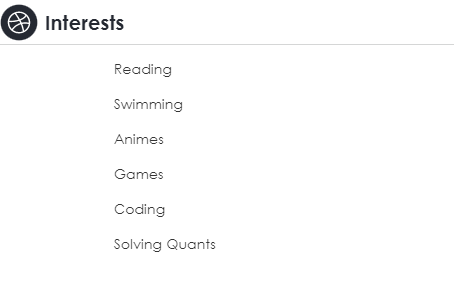 Interests
Reading
Swimming
Animes
Games
Coding
Solving Quants